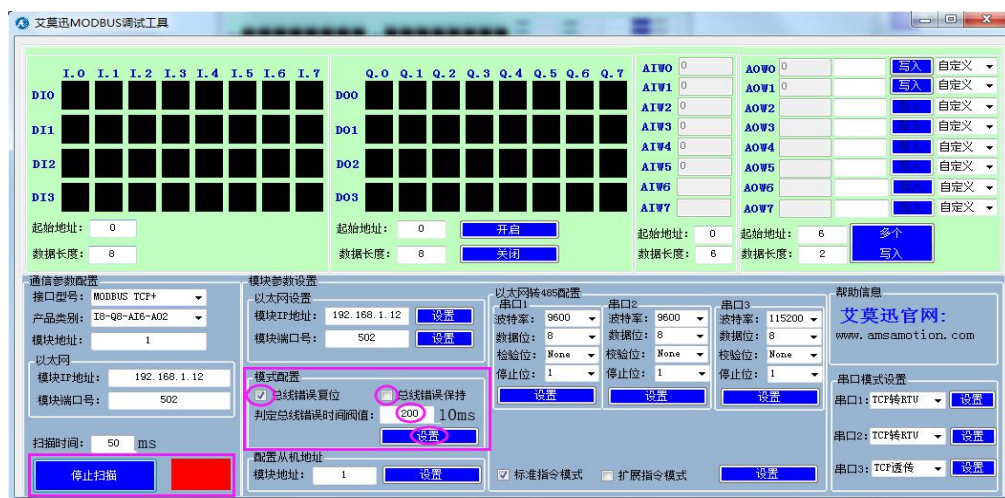 艾莫迅MODBUS调试工具
I.0 I.1 I.2 I.3 I.4 I.5 I.6 I.7
DI0
DI1
DI2
DI3
起始地址: 0
数据长度: 8
Q.0 Q.1 Q.2 Q.3 Q.4 Q.5 Q.6 Q.7
DO0
DO1
DO2
DO3
起始地址: 0 开启
数据长度: 8 关闭
AIW0 0
AIW1 0
AIW2 0
AIW3 0
AIW4 0
AIW5 0
AIW6
AIW7
起始地址: 0
数据长度: 6
AOW0 0 写入 自定义
AOW1 0 写入 自定义
AOW2 自定义
AOW3 自定义
AOW4 自定义
AOW5 自定义
AOW6 自定义
AOW7 自定义
起始地址: 6 多个
数据长度: 2 写入
通信参数配置
接口型号: MODBUS TCP+
产品类别: I8-Q8-AI6-AO2
模块地址: 1
以太网
模块IP地址: 192.168.1.12
模块端口号: 502
扫描时间: 50 ms
停止扫描
模块参数设置
以太网设置
模块IP地址: 192.168.1.12 设置
模块端口号: 502 设置
模式配置
总线错误复位 总线错误保持
判定总线错误时间阀值: 200 10ms
设置
配置从机地址
模块地址: 1 设置
以太网转485配置
串口1
波特率: 9600
数据位: 8
检验位: None
停止位: 1
设置
串口2
波特率: 9600
数据位: 8
校验位: None
停止位: 1
设置
串口3
波特率: 115200
数据位: 8
校验位: None
停止位: 1
设置
标准指令模式 扩展指令模式 设置
帮助信息
艾莫迅官网:
www.amsamotion.com
串口模式设置
串口1: TCP转RTU 设置
串口2: TCP转RTU 设置
串口3: TCP透传 设置